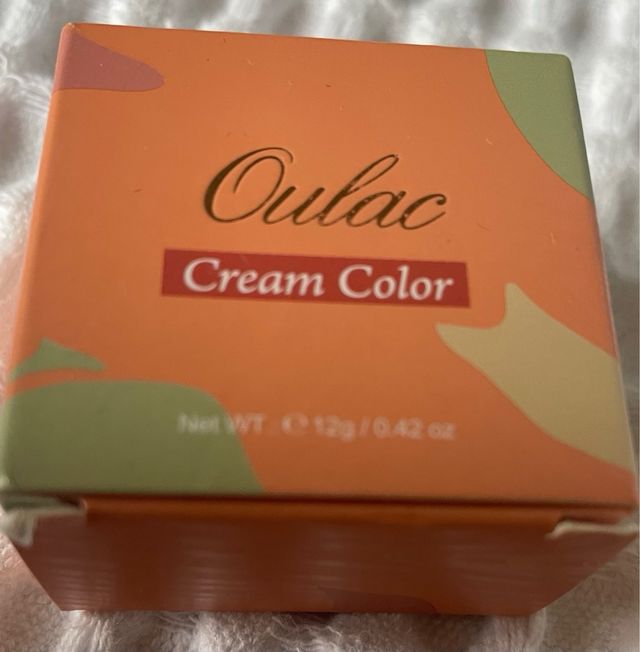 Oulac
Cream Color
Net WT. ℮ 12g / 0.42 oz